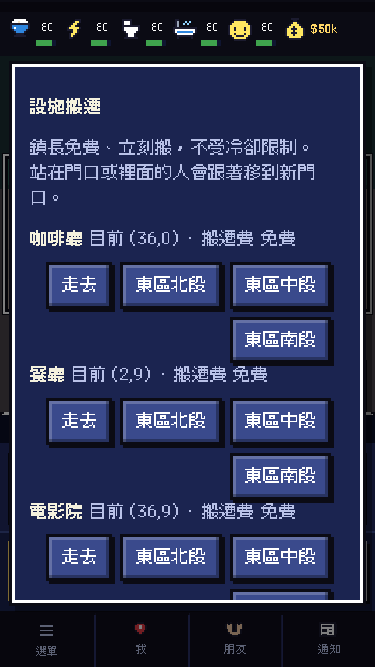 80 80 80 80 80 $50k
設施搬遷
鎮長免費、立刻搬，不受冷卻限制。
站在門口或裡面的人會跟著移到新門
口。
咖啡廳 目前 (36,0) · 搬遷費 免費
走去 東區北段 東區中段
東區南段
餐廳 目前 (2,9) · 搬遷費 免費
走去 東區北段 東區中段
東區南段
電影院 目前 (36,9) · 搬遷費 免費
走去 東區北段 東區中段
選單 我 朋友 通知